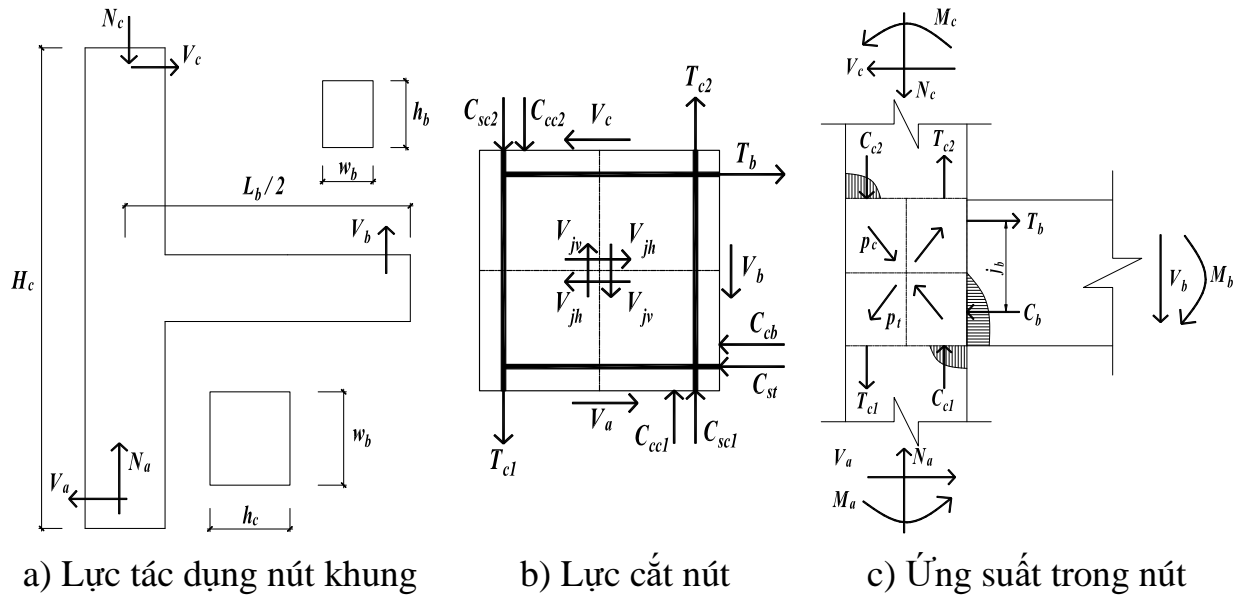 N_c
V_c
h_b
w_b
L_b/2
V_b
H_c
w_b
N_a
V_a
h_c
a) Lực tác dụng nút khung
T_c2
C_sc2
C_cc2
V_c
T_b
V_jv
V_jh
V_b
V_jh
V_jv
C_cb
C_st
V_a
C_cc1
C_sc1
T_c1
b) Lực cắt nút
M_c
V_c
N_c
C_c2
T_c2
T_b
p_c
j_b
V_b
M_b
p_t
C_b
T_c1
C_c1
V_a
N_a
M_a
c) Ứng suất trong nút